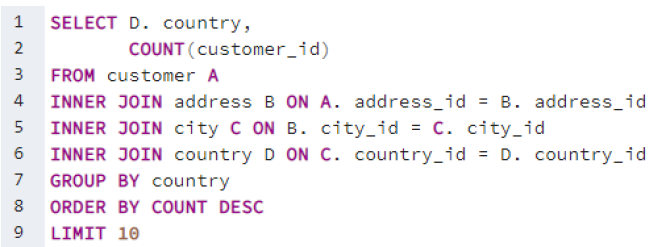 1 SELECT D. country,
2 COUNT(customer_id)
3 FROM customer A
4 INNER JOIN address B ON A. address_id = B. address_id
5 INNER JOIN city C ON B. city_id = C. city_id
6 INNER JOIN country D ON C. country_id = D. country_id
7 GROUP BY country
8 ORDER BY COUNT DESC
9 LIMIT 10